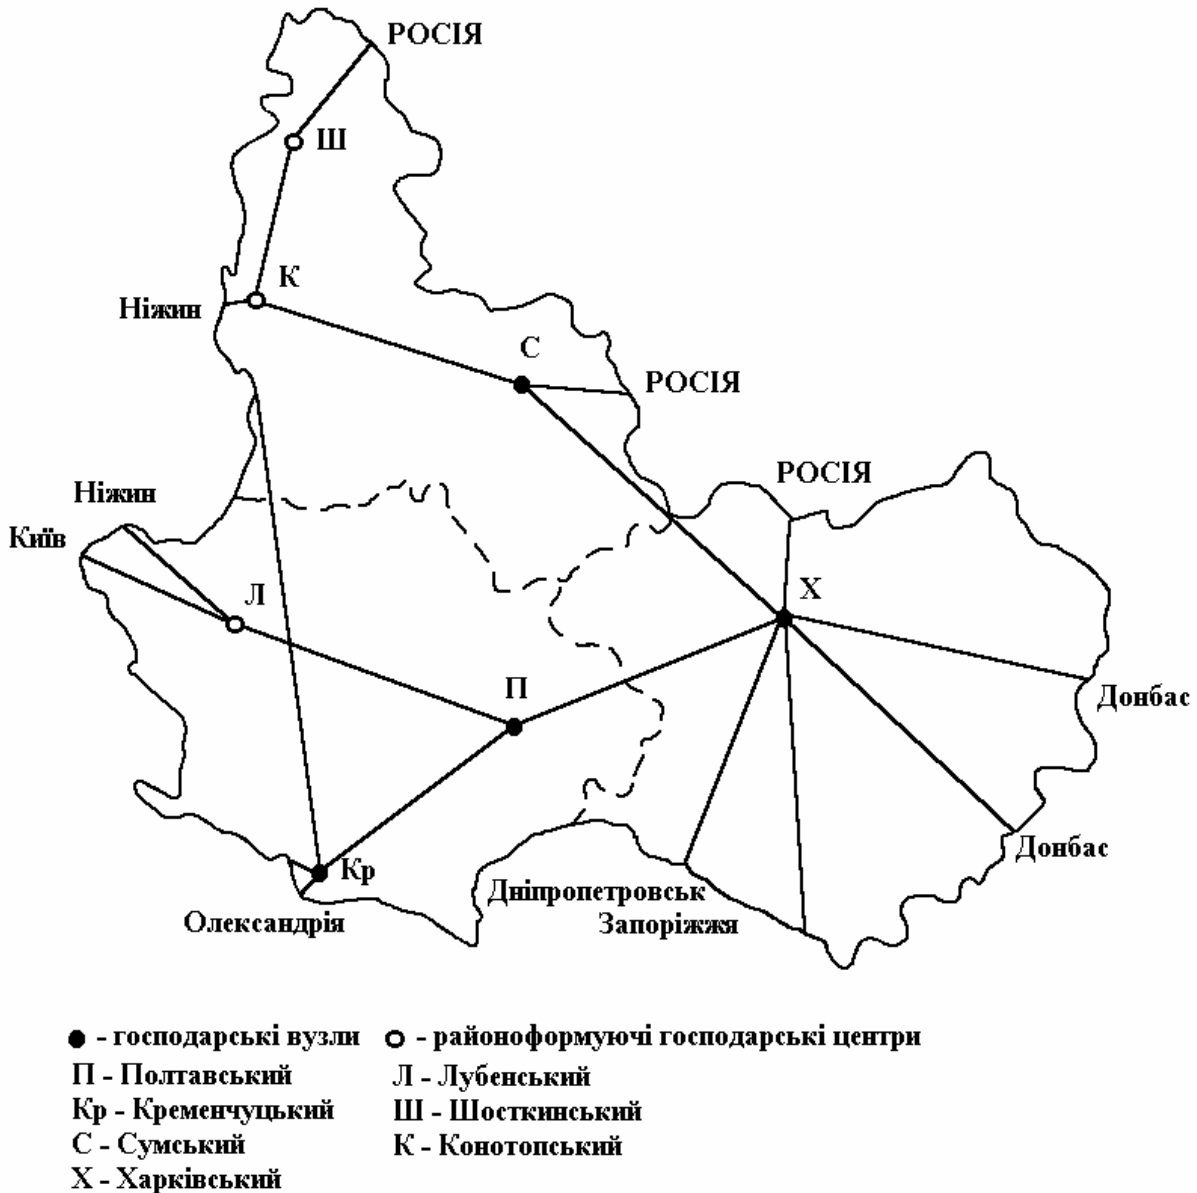 РОСІЯ
Ш
К
Ніжин
С
РОСІЯ
РОСІЯ
Ніжин
Київ
Л
Х
П
Донбас
Донбас
Кр
Дніпропетровськ
Олександрія
Запоріжжя
- господарські вузли
- районоформуючі господарські центри
П - Полтавський
Л - Лубенський
Кр - Кременчуцький
Ш - Шосткинський
С - Сумський
К - Конотопський
Х - Харківський